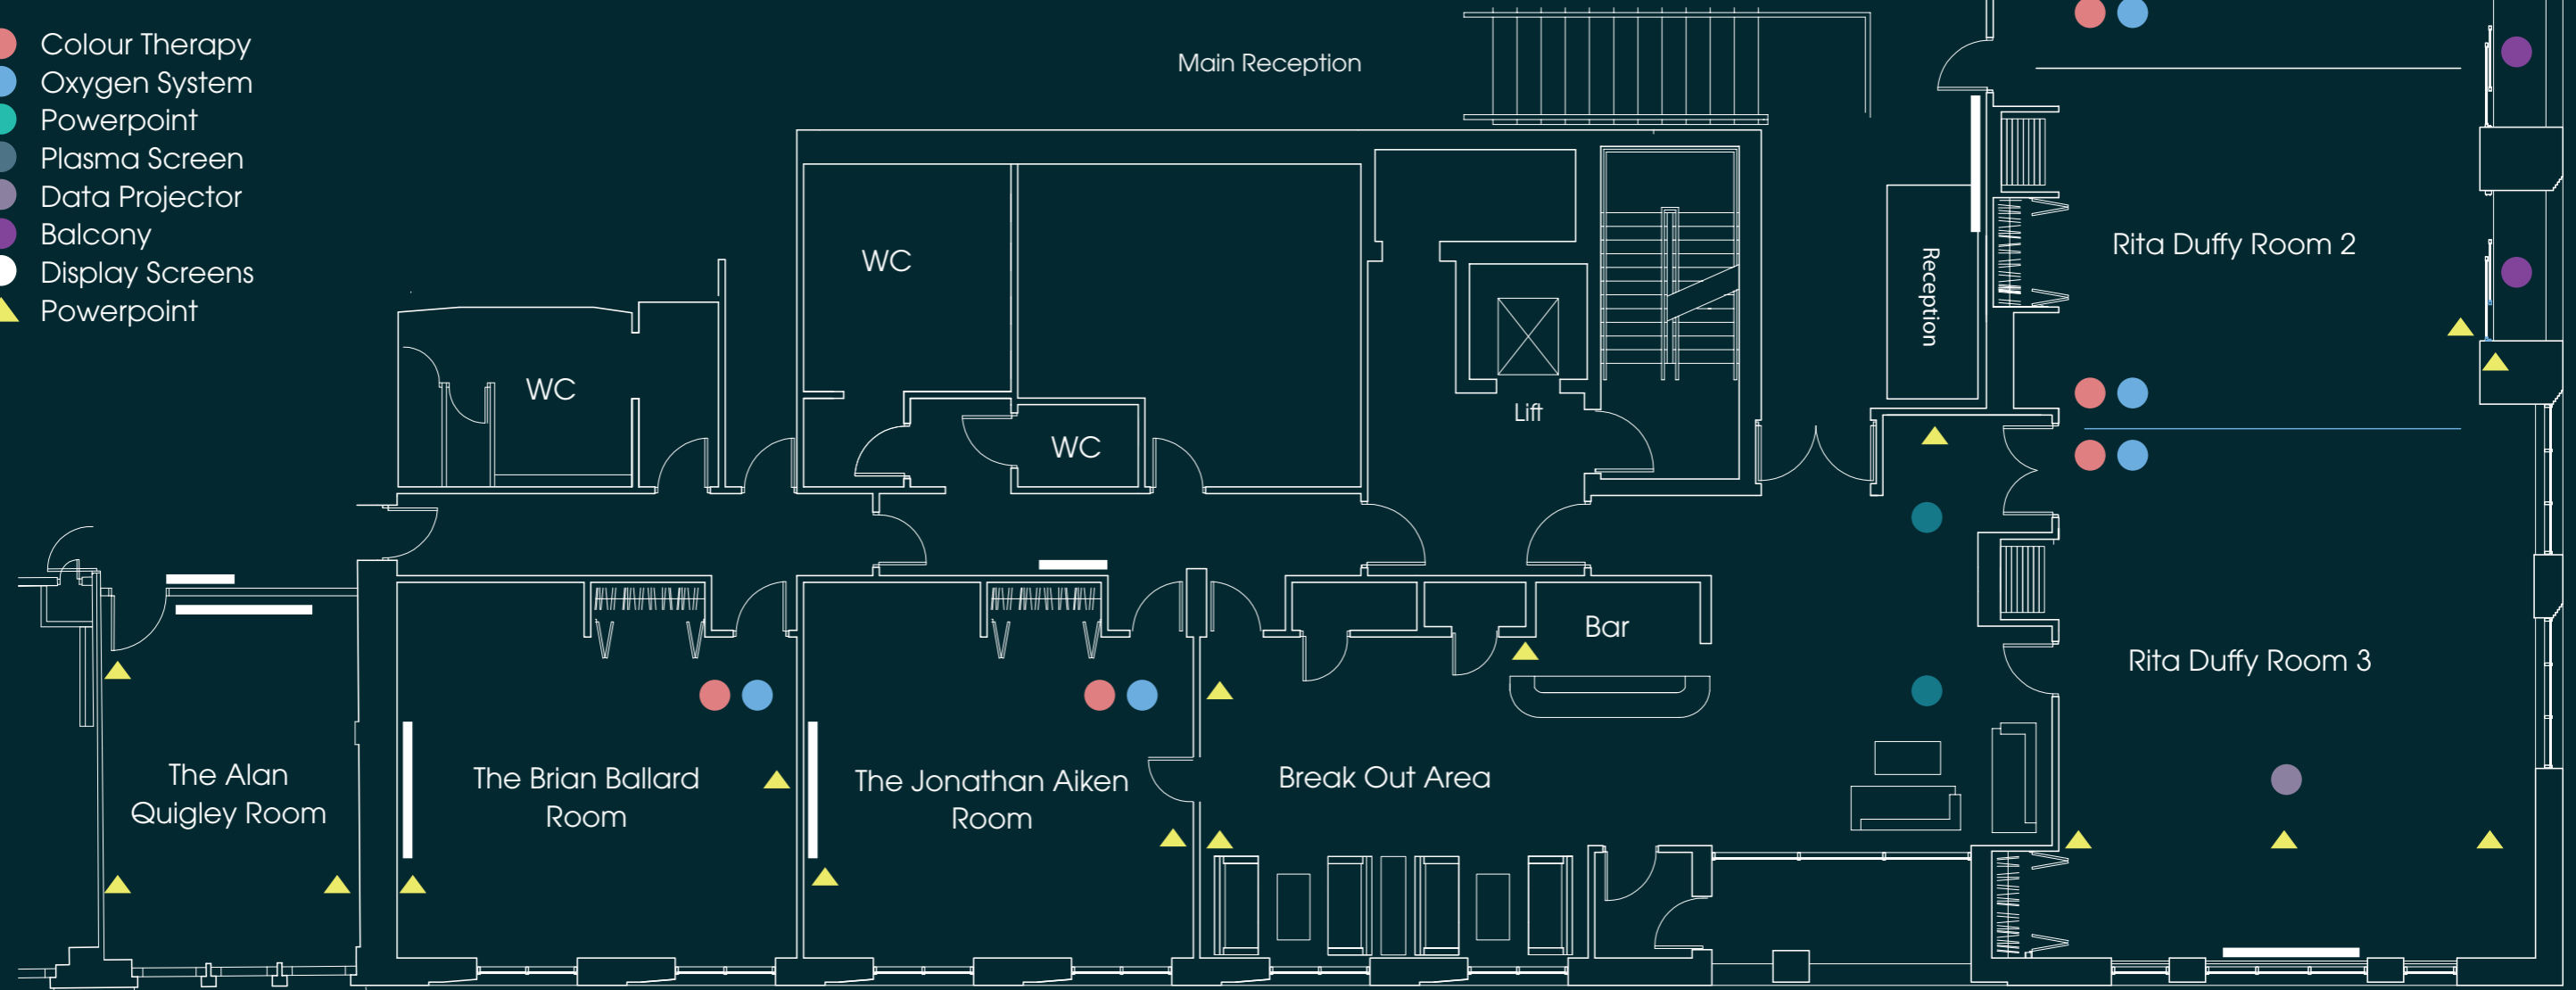 Colour Therapy
Oxygen System
Powerpoint
Plasma Screen
Data Projector
Balcony
Display Screens
Powerpoint
Main Reception
WC
WC
WC
Lift
Reception
Rita Duffy Room 2
Bar
Rita Duffy Room 3
The Alan
Quigley Room
The Brian Ballard
Room
The Jonathan Aiken
Room
Break Out Area